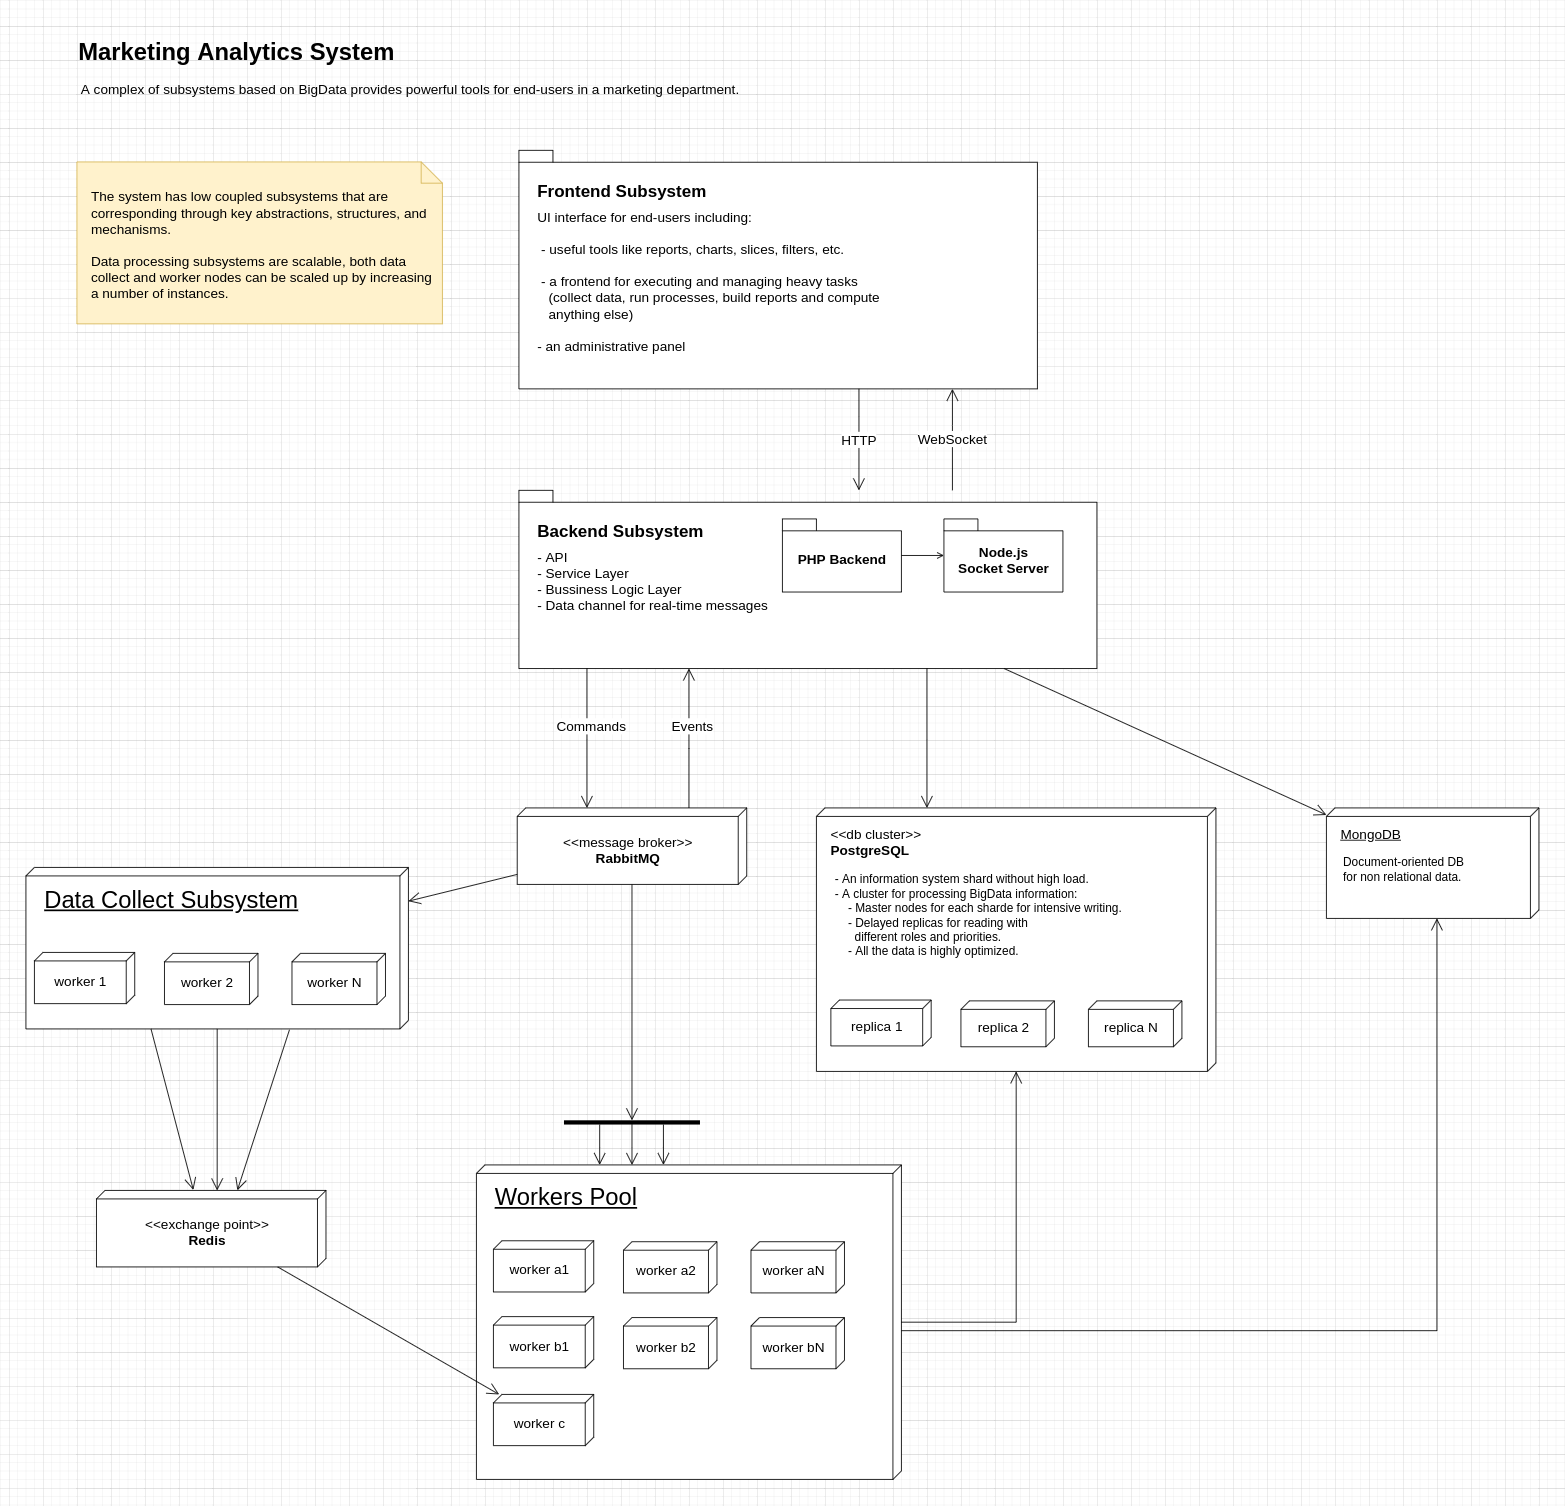 Marketing Analytics System
A complex of subsystems based on BigData provides powerful tools for end-users in a marketing department.
The system has low coupled subsystems that are
corresponding through key abstractions, structures, and
mechanisms.
Data processing subsystems are scalable, both data
collect and worker nodes can be scaled up by increasing
a number of instances.
Frontend Subsystem
UI interface for end-users including:
- useful tools like reports, charts, slices, filters, etc.
- a frontend for executing and managing heavy tasks
(collect data, run processes, build reports and compute
anything else)
- an administrative panel
HTTP
WebSocket
Backend Subsystem
- API
- Service Layer
- Bussiness Logic Layer
- Data channel for real-time messages
PHP Backend
Node.js
Socket Server
Commands
Events
<<message broker>>
RabbitMQ
<<db cluster>>
PostgreSQL
- An information system shard without high load.
- A cluster for processing BigData information:
- Master nodes for each sharde for intensive writing.
- Delayed replicas for reading with
different roles and priorities.
- All the data is highly optimized.
replica 1
replica 2
replica N
MongoDB
Document-oriented DB
for non relational data.
Data Collect Subsystem
worker 1
worker 2
worker N
<<exchange point>>
Redis
Workers Pool
worker a1
worker a2
worker aN
worker b1
worker b2
worker bN
worker c